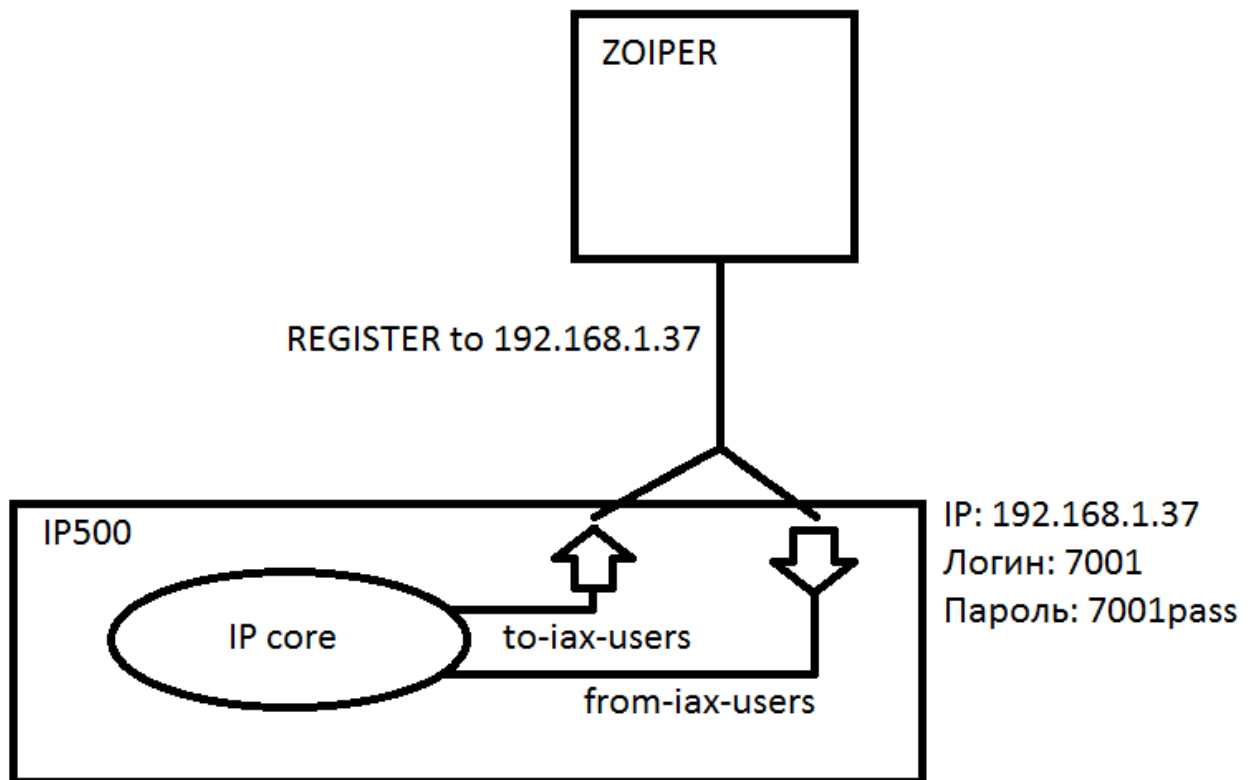 ZOIPER
REGISTER to 192.168.1.37
IP500
IP: 192.168.1.37
Логин: 7001
Пароль: 7001pass
IP core
to-iax-users
from-iax-users